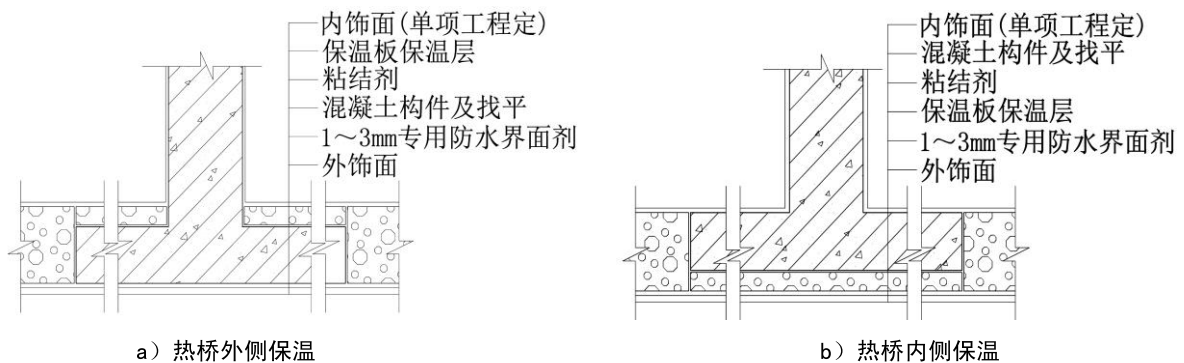 内饰面(单项工程定)
保温板保温层
粘结剂
混凝土构件及找平
1～3mm专用防水界面剂
外饰面
a）热桥外侧保温
内饰面(单项工程定)
混凝土构件及找平
粘结剂
保温板保温层
1～3mm专用防水界面剂
外饰面
b）热桥内侧保温